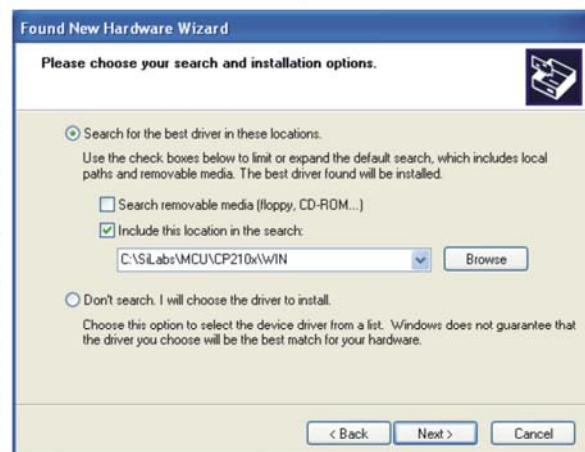 Found New Hardware Wizard
Please choose your search and installation options.
Search for the best driver in these locations.
Use the check boxes below to limit or expand the default search, which includes local
paths and removable media. The best driver found will be installed.
Search removable media (floppy, CD-ROM...)
Include this location in the search:
C:\SiLabs\MCU\CP210x\WIN
Browse
Don't search. I will choose the driver to install.
Choose this option to select the device driver from a list. Windows does not guarantee that
the driver you choose will be the best match for your hardware.
< Back Next > Cancel